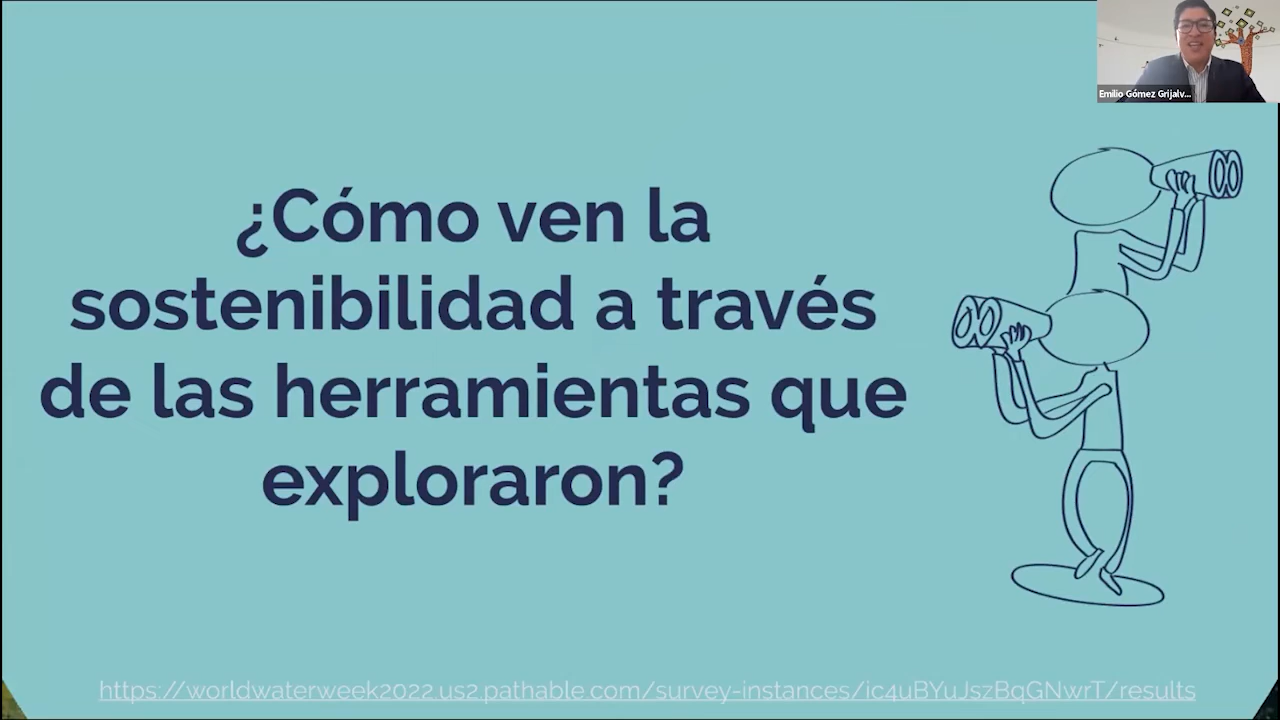 Emilio Gómez Grijalv...
¿Cómo ven la
sostenibilidad a través
de las herramientas que
exploraron?
https://worldwaterweek2022.us2.pathable.com/survey-instances/ic4uBYuJszBqGNwrT/results